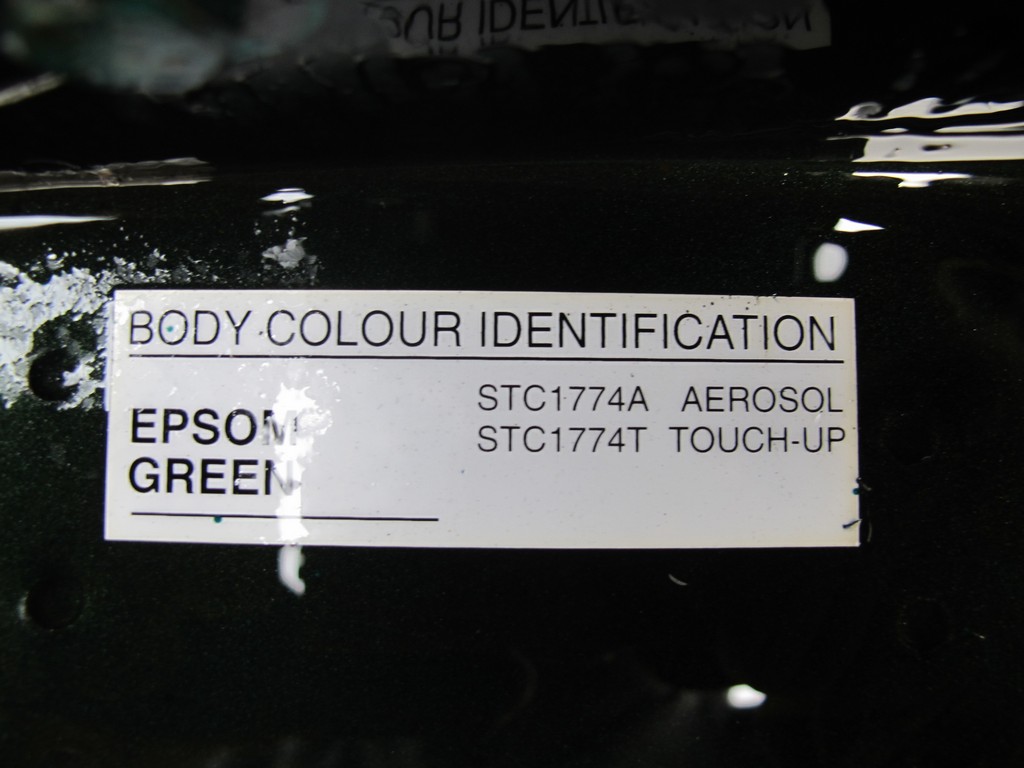 BODY COLOUR IDENTIFICATION
EPSOM GREEN
STC1774A AEROSOL
STC1774T TOUCH-UP